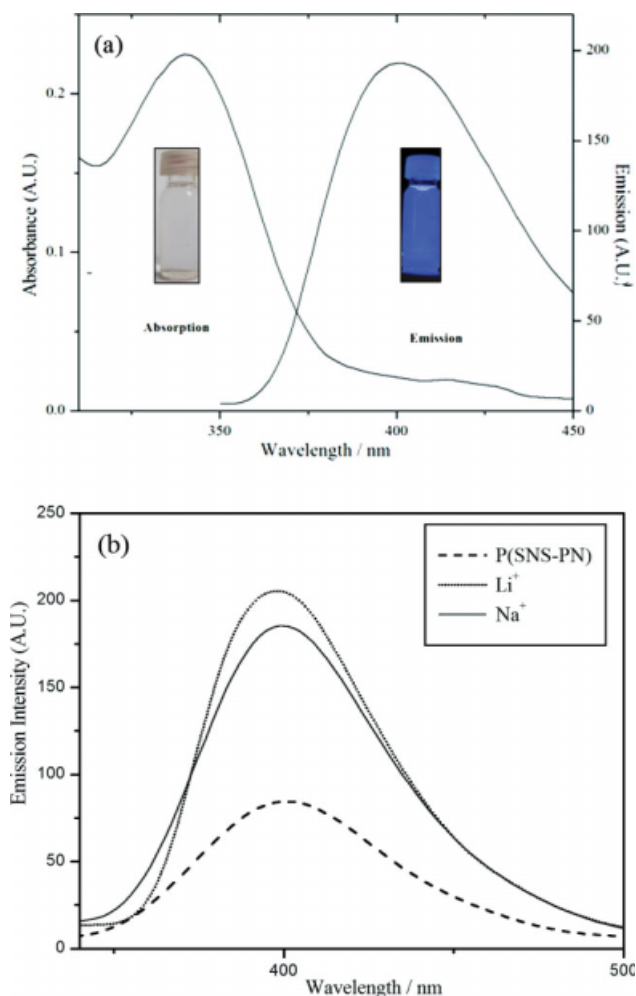 (a)
Absorbance (A.U.)
0.2
0.1
0.0
Absorption
Emission
200
150
100
50
0
Emission (A.U.)
350
400
450
Wavelength / nm
(b)
Emission Intensity (A.U.)
250
200
150
100
50
0
P(SNS-PN)
Li⁺
Na⁺
400
500
Wavelength / nm